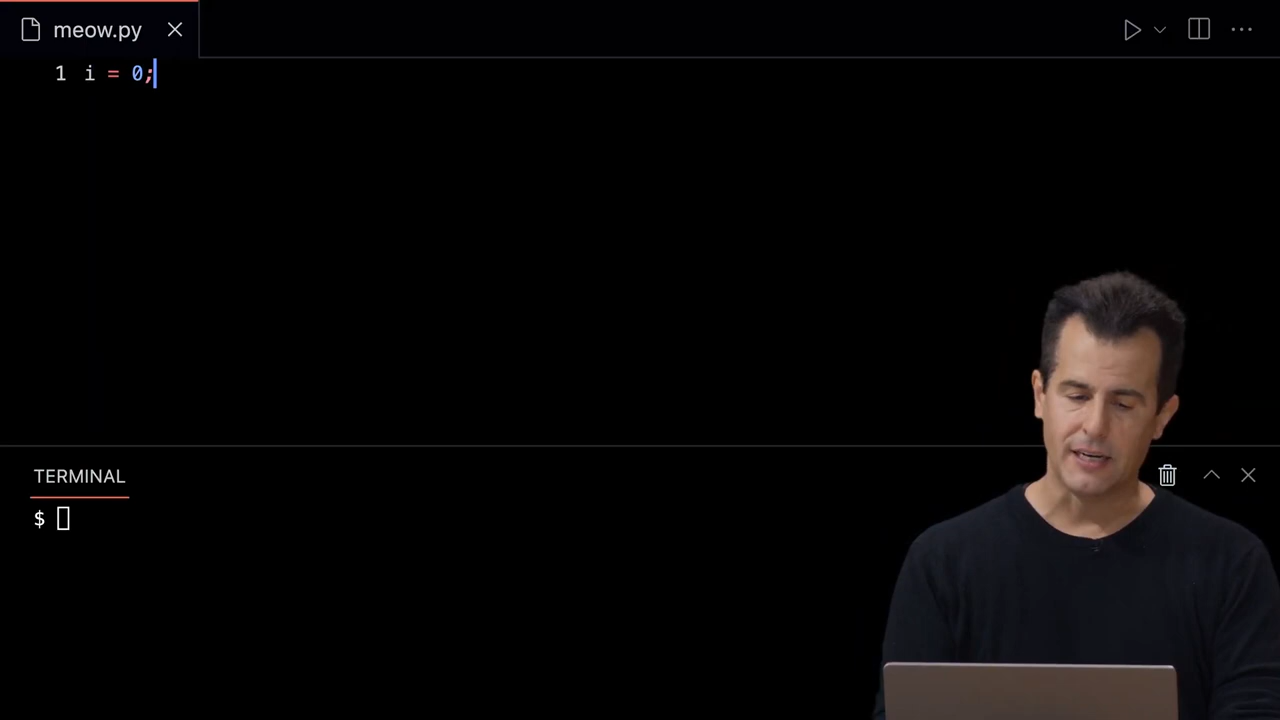 meow.py
1 i = 0;
TERMINAL
$